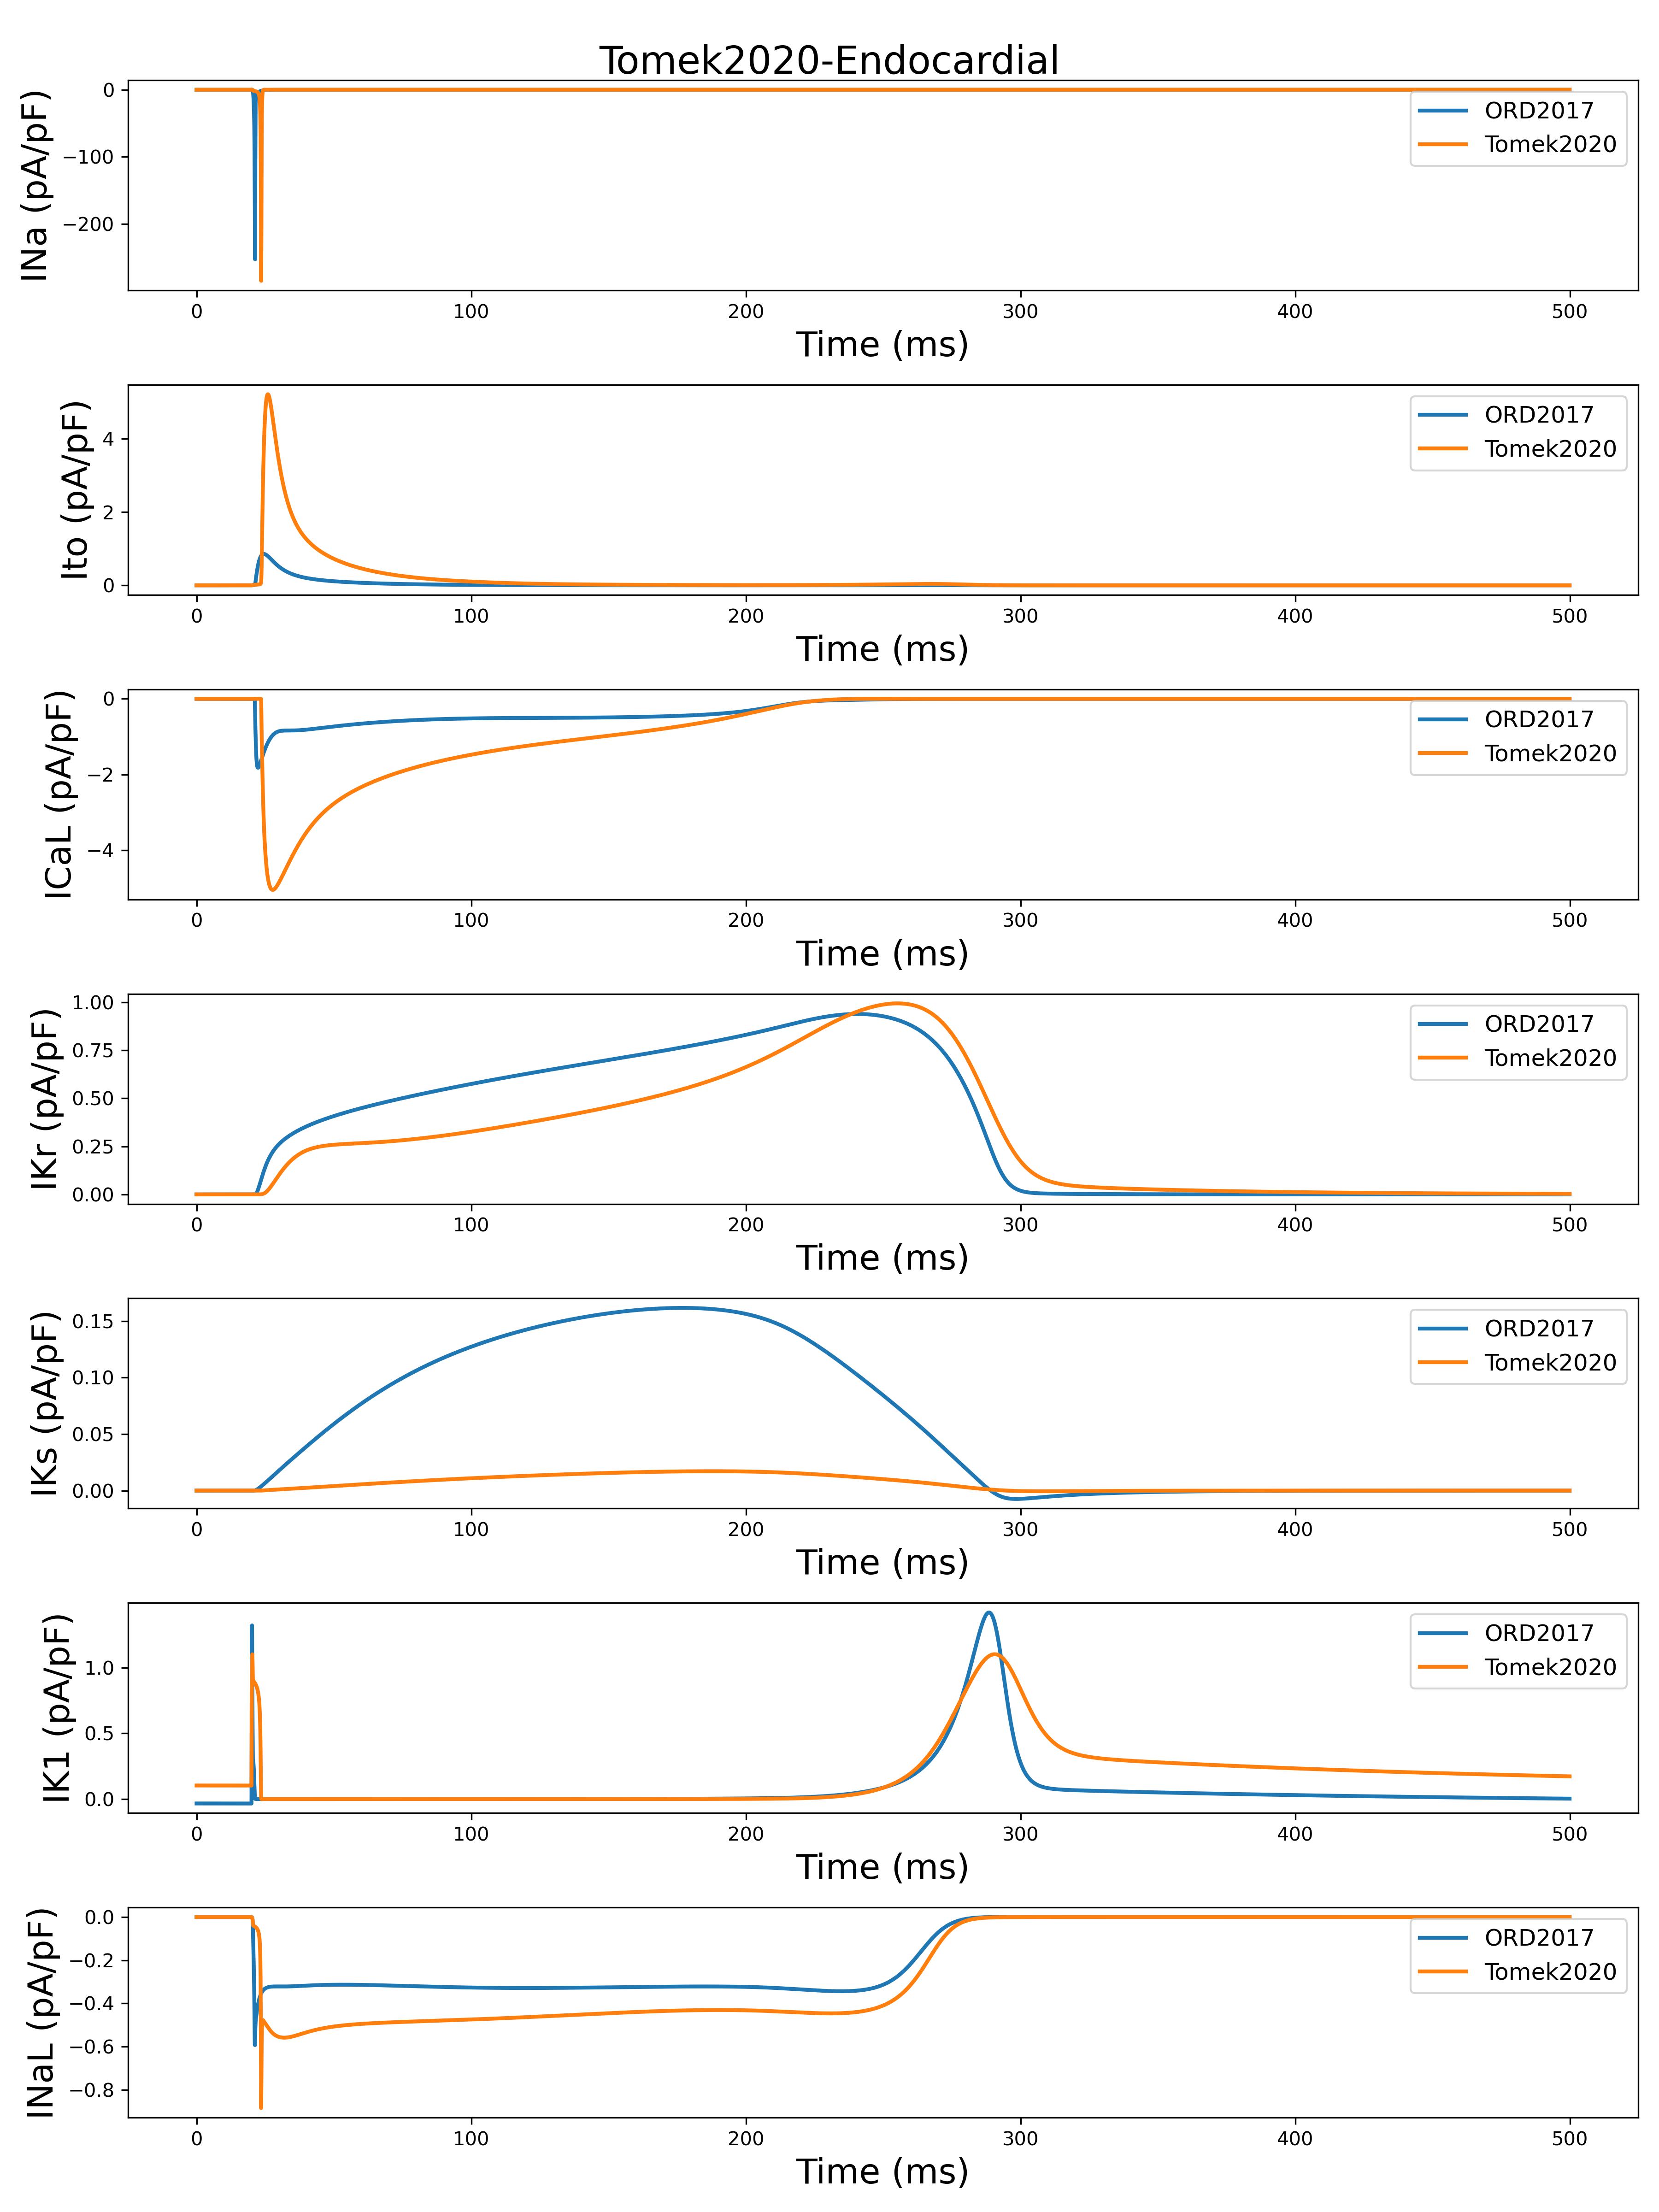 Tomek2020-Endocardial
INa (pA/pF)
0
−100
−200
ORD2017
Tomek2020
0 100 200 300 400 500
Time (ms)
Ito (pA/pF)
4
2
0
ORD2017
Tomek2020
0 100 200 300 400 500
Time (ms)
ICaL (pA/pF)
0
−2
−4
ORD2017
Tomek2020
0 100 200 300 400 500
Time (ms)
IKr (pA/pF)
1.00
0.75
0.50
0.25
0.00
ORD2017
Tomek2020
0 100 200 300 400 500
Time (ms)
IKs (pA/pF)
0.15
0.10
0.05
0.00
ORD2017
Tomek2020
0 100 200 300 400 500
Time (ms)
IK1 (pA/pF)
1.0
0.5
0.0
ORD2017
Tomek2020
0 100 200 300 400 500
Time (ms)
INaL (pA/pF)
0.0
−0.2
−0.4
−0.6
−0.8
ORD2017
Tomek2020
0 100 200 300 400 500
Time (ms)